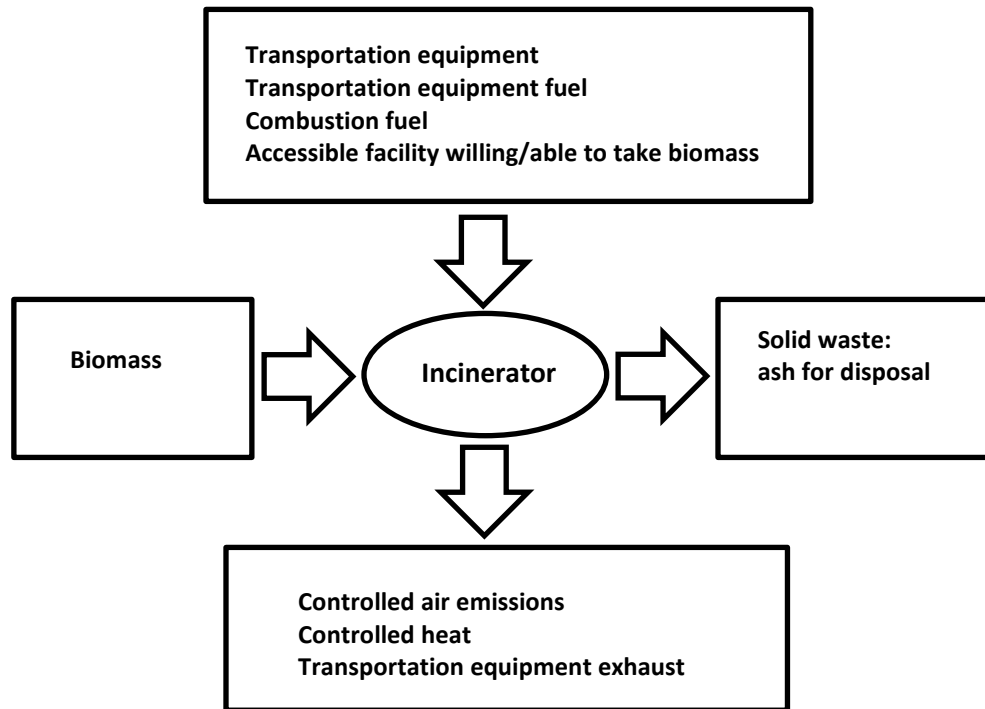 Transportation equipment
Transportation equipment fuel
Combustion fuel
Accessible facility willing/able to take biomass
Biomass
Incinerator
Solid waste:
ash for disposal
Controlled air emissions
Controlled heat
Transportation equipment exhaust